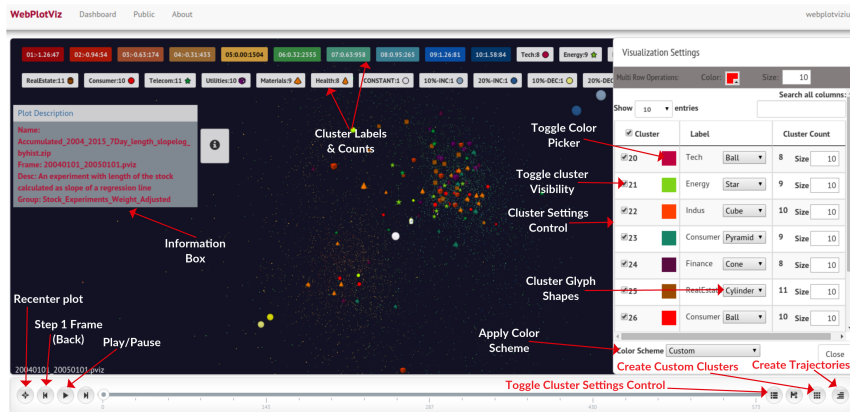 WebPlotViz Dashboard Public About webplotviziu
01:-1.26:47 02:-0.94:54 03:-0.63:174 04:-0.31:433 05:0.00:1504 06:0.32:2555 07:0.63:958 08:0.95:265 09:1.26:81 10:1.58:84 Tech:8 Energy:9
RealEstate:11 Consumer:10 Telecom:11 Utilities:10 Materials:9 Health:8 CONSTANT:1 10%-INC:1 20%-INC:1 10%-DEC:1 20%-DEC
Plot Description
Name:
Accumulated_2004_2015_7Day_length_slopelog_
byhist.zip
Frame: 20040101_20050101.pviz
Desc: An experiment with length of the stock
calculated as slope of a regression line
Group: Stock_Experiments_Weight_Adjusted
Cluster Labels
& Counts
Information
Box
Toggle Color
Picker
Toggle cluster
Visibility
Cluster Settings
Control
Cluster Glyph
Shapes
Apply Color
Scheme
Visualization Settings
Multi Row Operations: Color: Size: 10
Search all columns:
Show 10 entries
Cluster Label Cluster Count
20 Tech Ball 8 Size 10
21 Energy Star 9 Size 10
22 Indus Cube 10 Size 10
23 Consumer Pyramid 9 Size 10
24 Finance Cone 8 Size 10
25 RealEstate Cylinder 11 Size 10
26 Consumer Ball 10 Size 10
Color Scheme Custom Close
Recenter plot
Step 1 Frame
(Back)
Play/Pause
20040101_20050101.pviz
Create Custom Clusters Create Trajectories
Toggle Cluster Settings Control
0 145 287 430 573